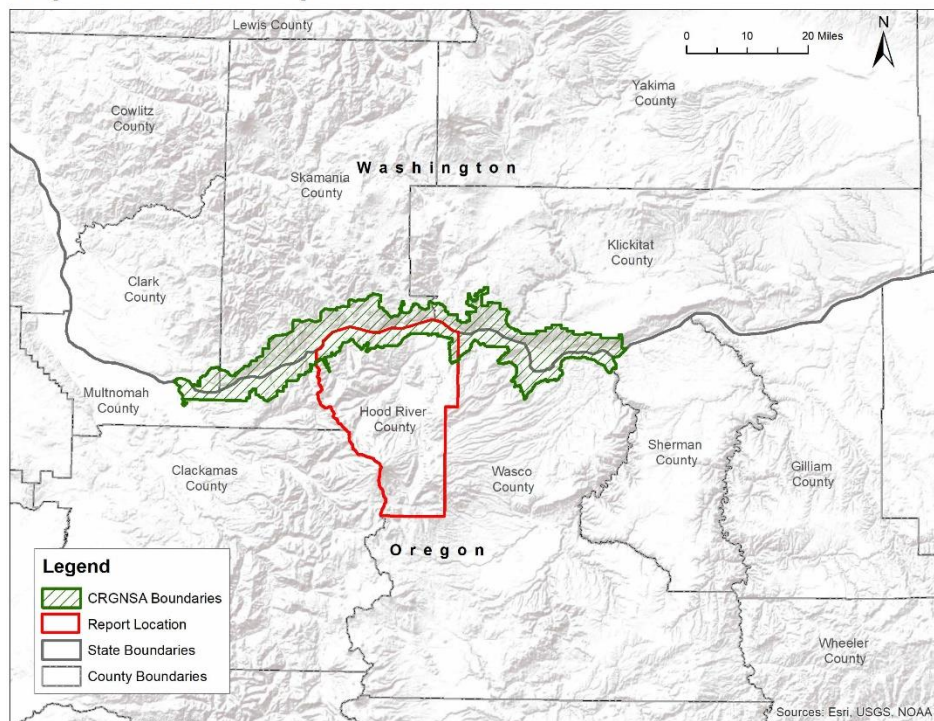 Lewis County
N
0 10 20 Miles
Yakima
County
Cowlitz
County
Washington
Skamania
County
Klickitat
County
Clark
County
Multnomah
County
Hood River
County
Sherman
County
Clackamas
County
Wasco
County
Gilliam
County
Oregon
Legend
CRGNSA Boundaries
Report Location
State Boundaries
County Boundaries
Wheeler
County
Sources: Esri, USGS, NOAA